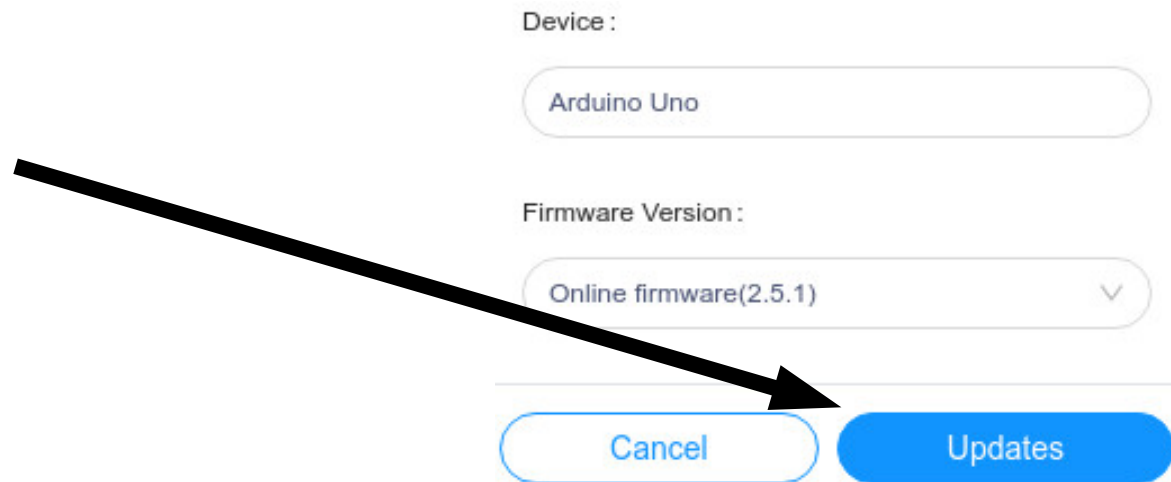 Device :
Arduino Uno
Firmware Version :
Online firmware(2.5.1)
Cancel
Updates